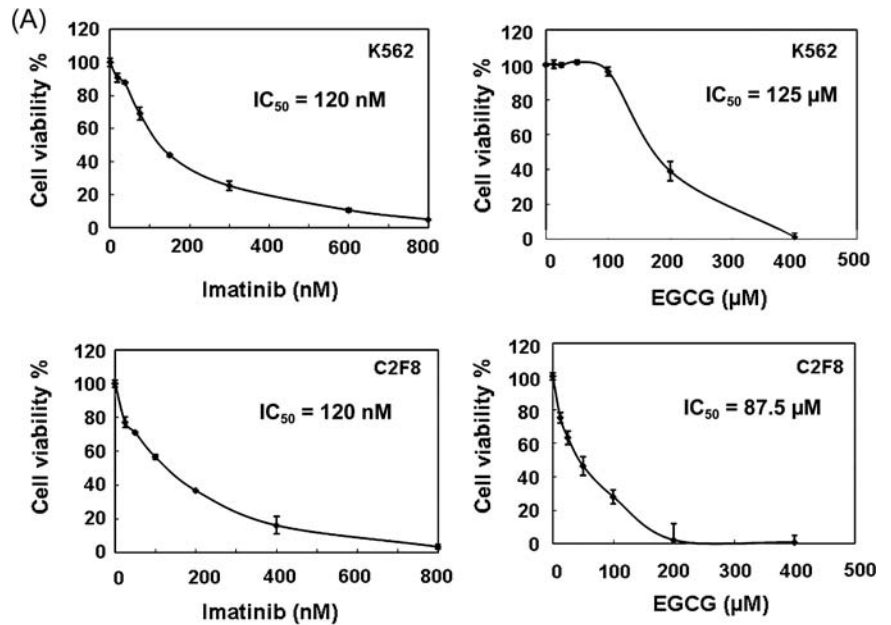 (A)
K562
IC50 = 120 nM
Cell viability %
120
100
80
60
40
20
0
0 200 400 600 800
Imatinib (nM)
K562
IC50 = 125 µM
Cell viability %
120
100
80
60
40
20
0
0 100 200 300 400 500
EGCG (µM)
C2F8
IC50 = 120 nM
Cell viability %
120
100
80
60
40
20
0
0 200 400 600 800
Imatinib (nM)
C2F8
IC50 = 87.5 µM
Cell viability %
120
100
80
60
40
20
0
0 100 200 300 400 500
EGCG (µM)